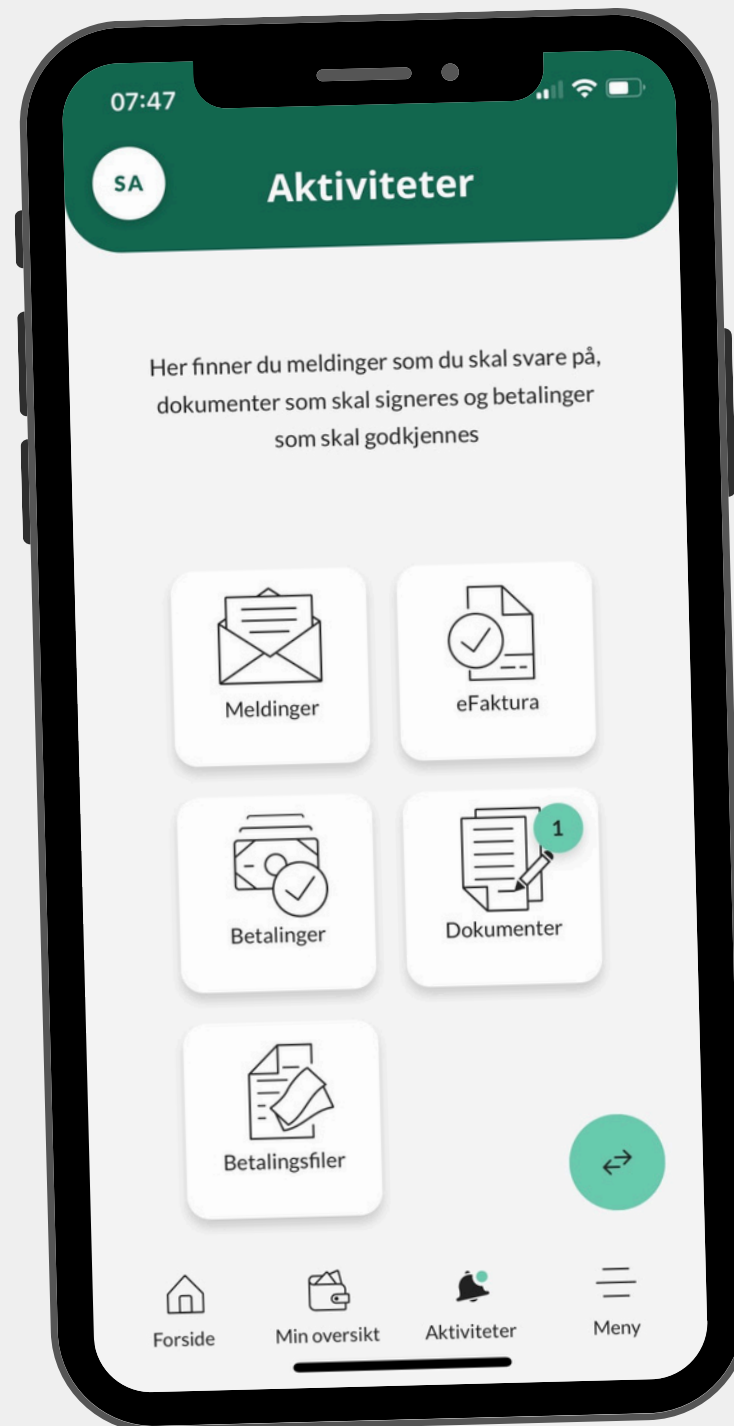 07:47
SA
Aktiviteter
Her finner du meldinger som du skal svare på,
dokumenter som skal signeres og betalinger
som skal godkjennes
Meldinger
eFaktura
1
Betalinger
Dokumenter
Betalingsfiler
Forside
Min oversikt
Aktiviteter
Meny